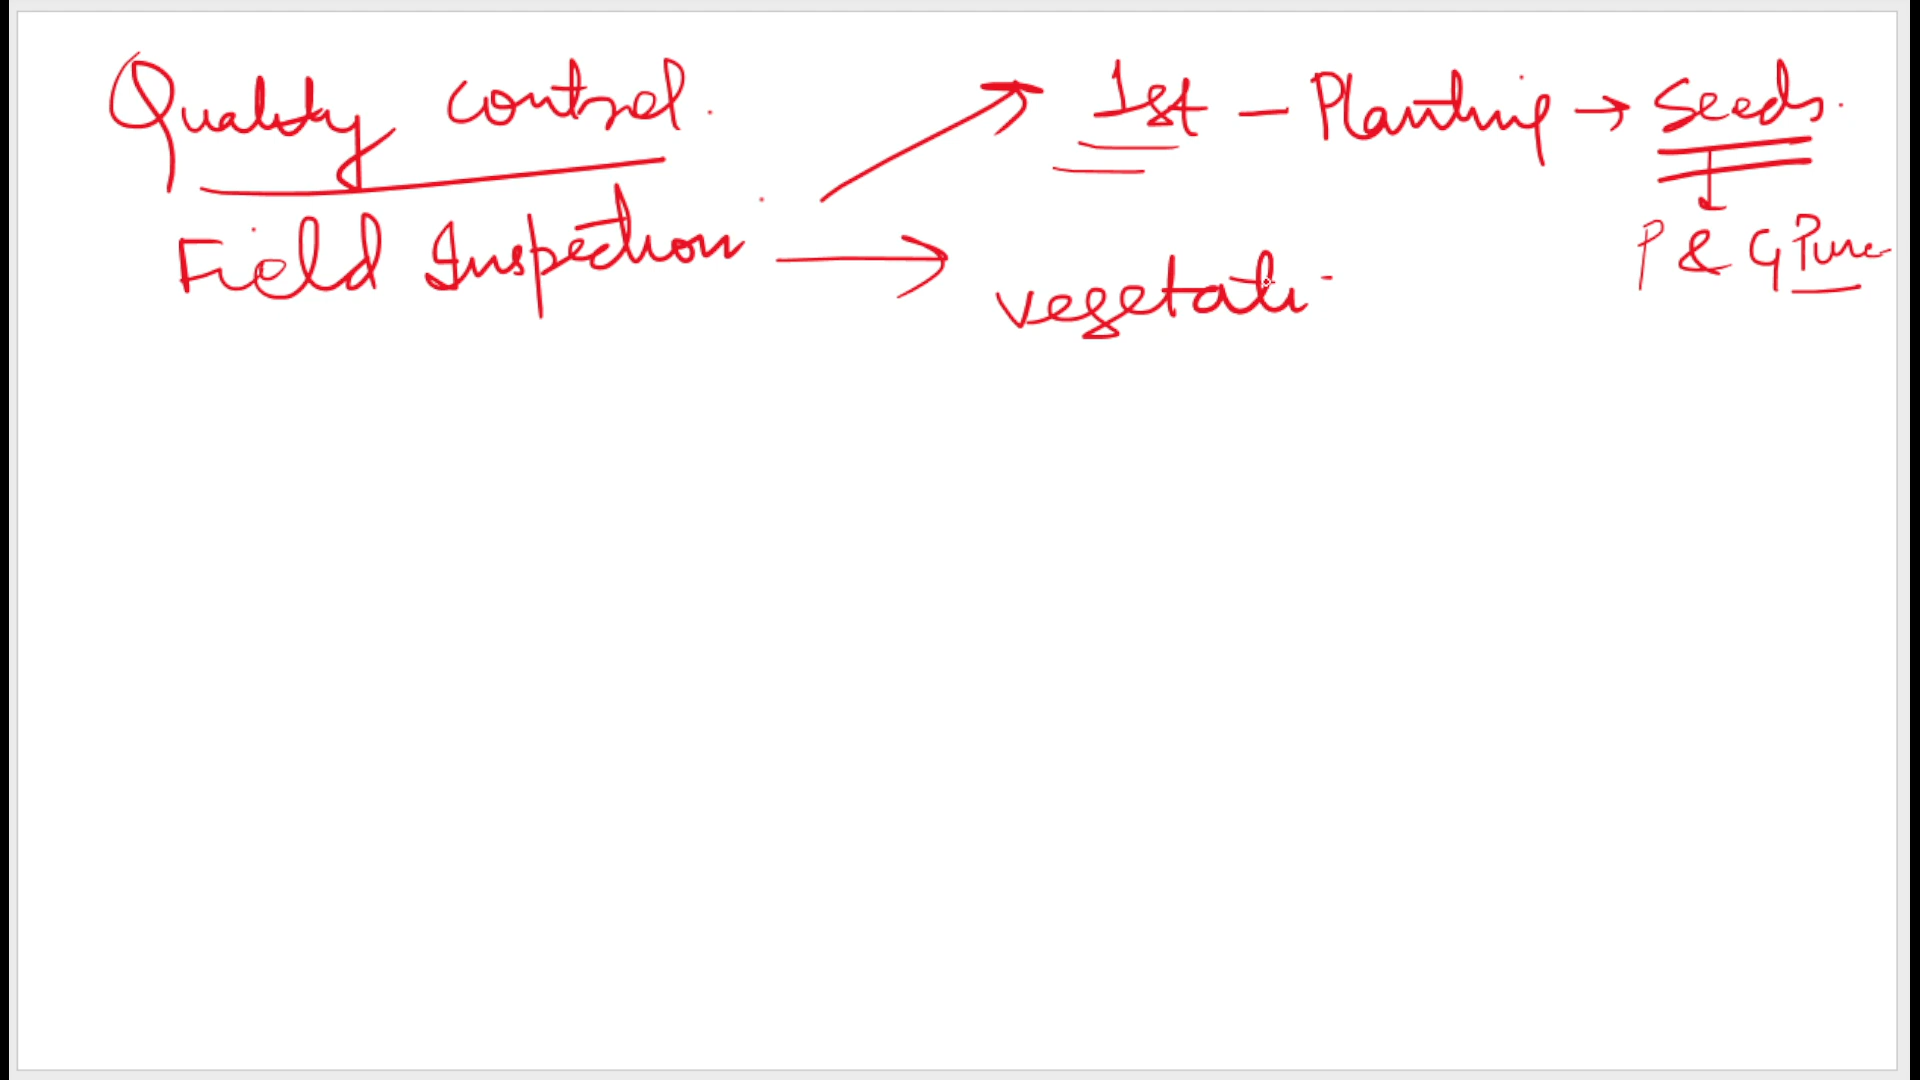 Quality control.
1st - Planting → Seeds.
P & G Pure
Field Inspection
vegetati